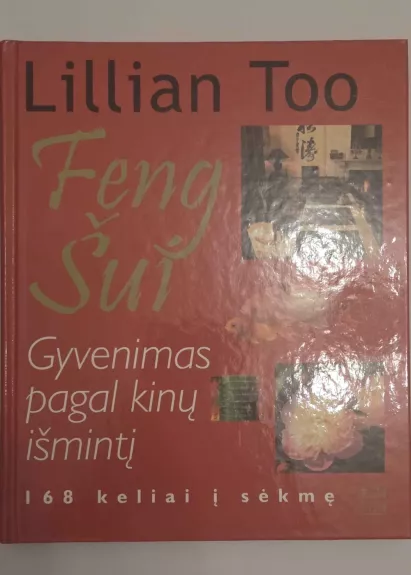 Lillian Too
Feng
Šui
Gyvenimas
pagal kinų
išmintį
168 keliai į sėkmę